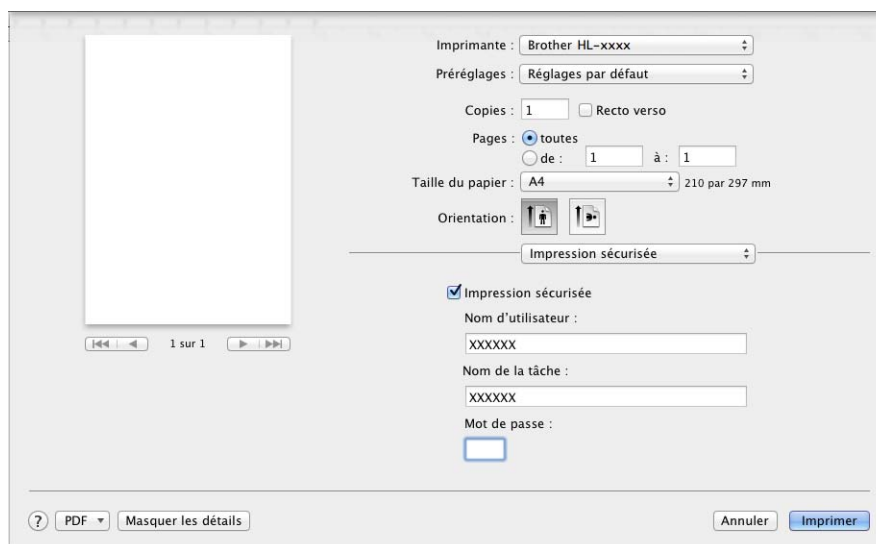 Imprimante : Brother HL-xxxx
Préréglages : Réglages par défaut
Copies : 1 Recto verso
Pages : toutes
de : 1 à : 1
Taille du papier : A4 210 par 297 mm
Orientation :
Impression sécurisée
Impression sécurisée
Nom d'utilisateur :
XXXXXX
Nom de la tâche :
XXXXXX
Mot de passe :
1 sur 1
? PDF Masquer les détails Annuler Imprimer